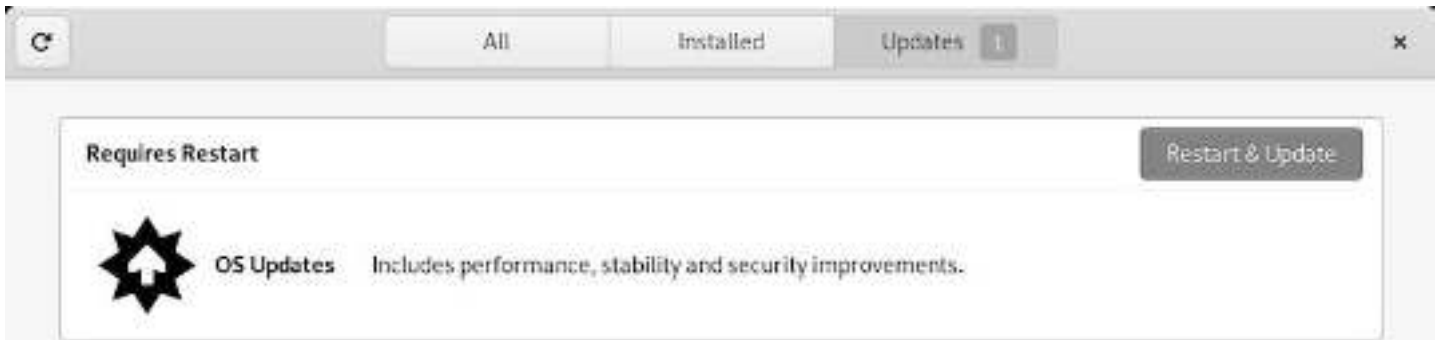 All Installed Updates 1
Requires Restart Restart & Update
OS Updates Includes performance, stability and security improvements.